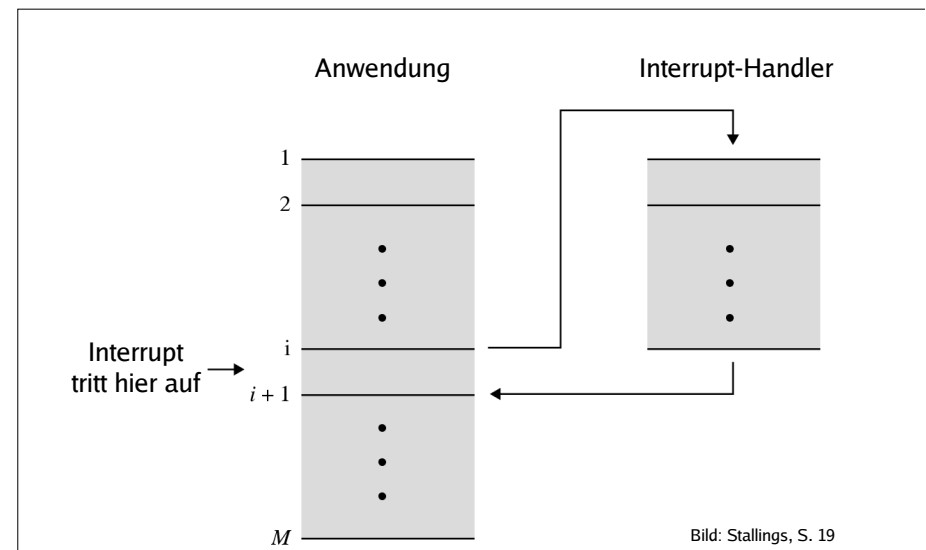 Anwendung
Interrupt-Handler
1
2
i
Interrupt
tritt hier auf
i + 1
M
Bild: Stallings, S. 19